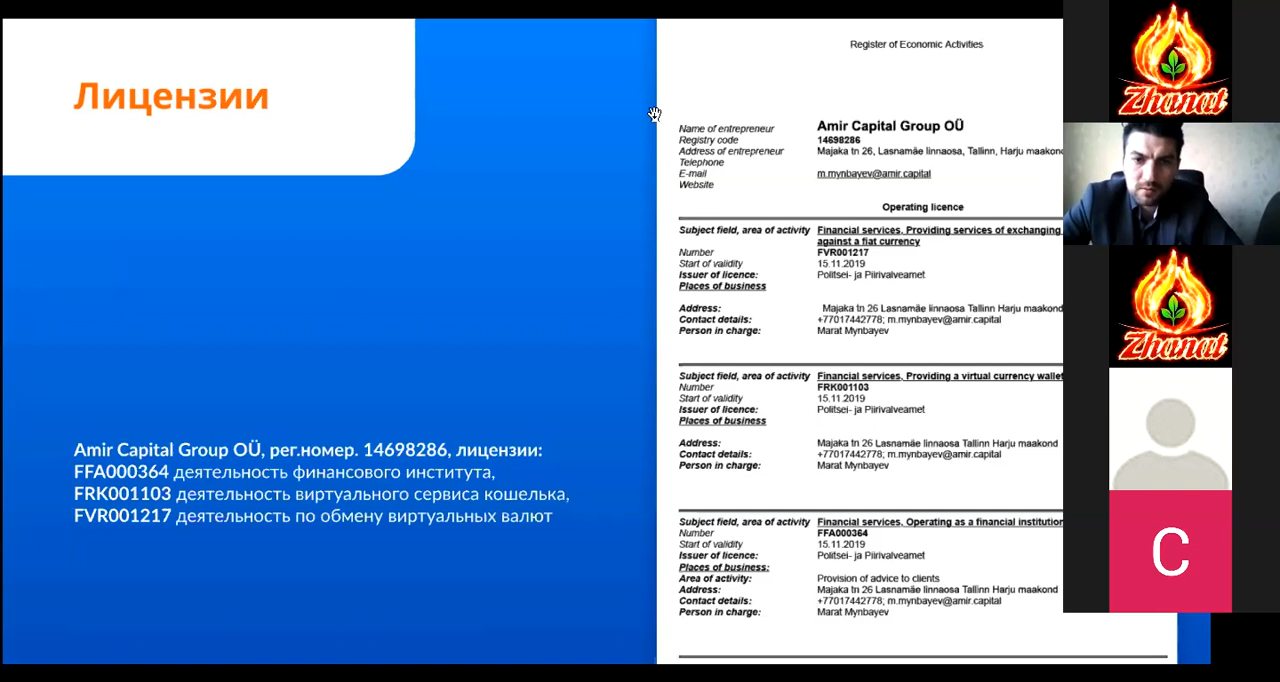 Лицензии
Amir Capital Group OÜ, рег.номер. 14698286, лицензии:
FFA000364 деятельность финансового института,
FRK001103 деятельность виртуального сервиса кошелька,
FVR001217 деятельность по обмену виртуальных валют
Register of Economic Activities
Name of entrepreneur Amir Capital Group OÜ
Registry code 14698286
Address of entrepreneur Majaka tn 26, Lasnamäe linnaosa, Tallinn, Harju maakond
Telephone
E-mail m.mynbayev@amir.capital
Website
Operating licence
Subject field, area of activity Financial services, Providing services of exchanging
against a fiat currency
Number FVR001217
Start of validity 15.11.2019
Issuer of licence: Politsei- ja Piirivalveamet
Places of business
Address: Majaka tn 26 Lasnamäe linnaosa Tallinn Harju maakond
Contact details: +77017442778; m.mynbayev@amir.capital
Person in charge: Marat Mynbayev
Subject field, area of activity Financial services, Providing a virtual currency wallet
Number FRK001103
Start of validity 15.11.2019
Issuer of licence: Politsei- ja Piirivalveamet
Places of business
Address: Majaka tn 26 Lasnamäe linnaosa Tallinn Harju maakond
Contact details: +77017442778; m.mynbayev@amir.capital
Person in charge: Marat Mynbayev
Subject field, area of activity Financial services, Operating as a financial institution
Number FFA000364
Start of validity 15.11.2019
Issuer of licence: Politsei- ja Piirivalveamet
Places of business:
Area of activity: Provision of advice to clients
Address: Majaka tn 26 Lasnamäe linnaosa Tallinn Harju maakond
Contact details: +77017442778; m.mynbayev@amir.capital
Person in charge: Marat Mynbayev
Zhanat
Zhanat
C